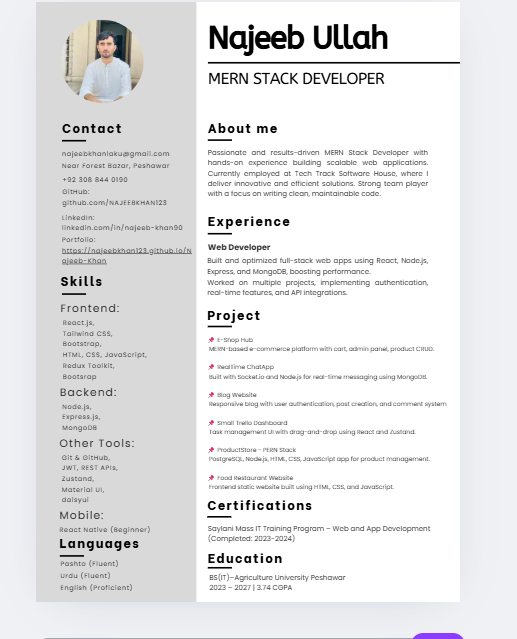 Najeeb Ullah
MERN STACK DEVELOPER
Contact
najeebkhanlaku@gmail.com
Near Forest Bazar, Peshawar
+92 308 844 0190
GitHub:
github.com/NAJEEBKHAN123
Linkedin:
linkedin.com/in/najeeb-khan90
Portfolio:
https://najeebkhan123.github.io/N
ajeeb-Khan
Skills
Frontend:
React.js,
Tailwind CSS,
Bootstrap,
HTML, CSS, JavaScript,
Redux Toolkit,
Bootsrap
Backend:
Node.js,
Express.js,
MongoDB
Other Tools:
Git & GitHub,
JWT, REST APIs,
Zustand,
Material UI,
daisyui
Mobile:
React Native (Beginner)
Languages
Pashto (Fluent)
Urdu (Fluent)
English (Proficient)
About me
Passionate and results-driven MERN Stack Developer with
hands-on experience building scalable web applications.
Currently employed at Tech Track Software House, where I
deliver innovative and efficient solutions. Strong team player
with a focus on writing clean, maintainable code.
Experience
Web Developer
Built and optimized full-stack web apps using React, Node.js,
Express, and MongoDB, boosting performance.
Worked on multiple projects, implementing authentication,
real-time features, and API integrations.
Project
📌 E-Shop Hub
MERN-based e-commerce platform with cart, admin panel, product CRUD.
📌 RealTime ChatApp
Built with Socket.io and Node.js for real-time messaging using MongoDB.
📌 Blog Website
Responsive blog with user authentication, post creation, and comment system
📌 Small Trello Dashboard
Task management UI with drag-and-drop using React and Zustand.
📌 ProductStore - PERN Stack
PostgreSQL, Node.js, HTML, CSS, JavaScript app for product management.
📌 Food Restaurant Website
Frontend static website built using HTML, CSS, and JavaScript.
Certifications
Saylani Mass IT Training Program – Web and App Development
(Completed: 2023-2024)
Education
BS(IT)–Agriculture University Peshawar
2023 – 2027 | 3.74 CGPA